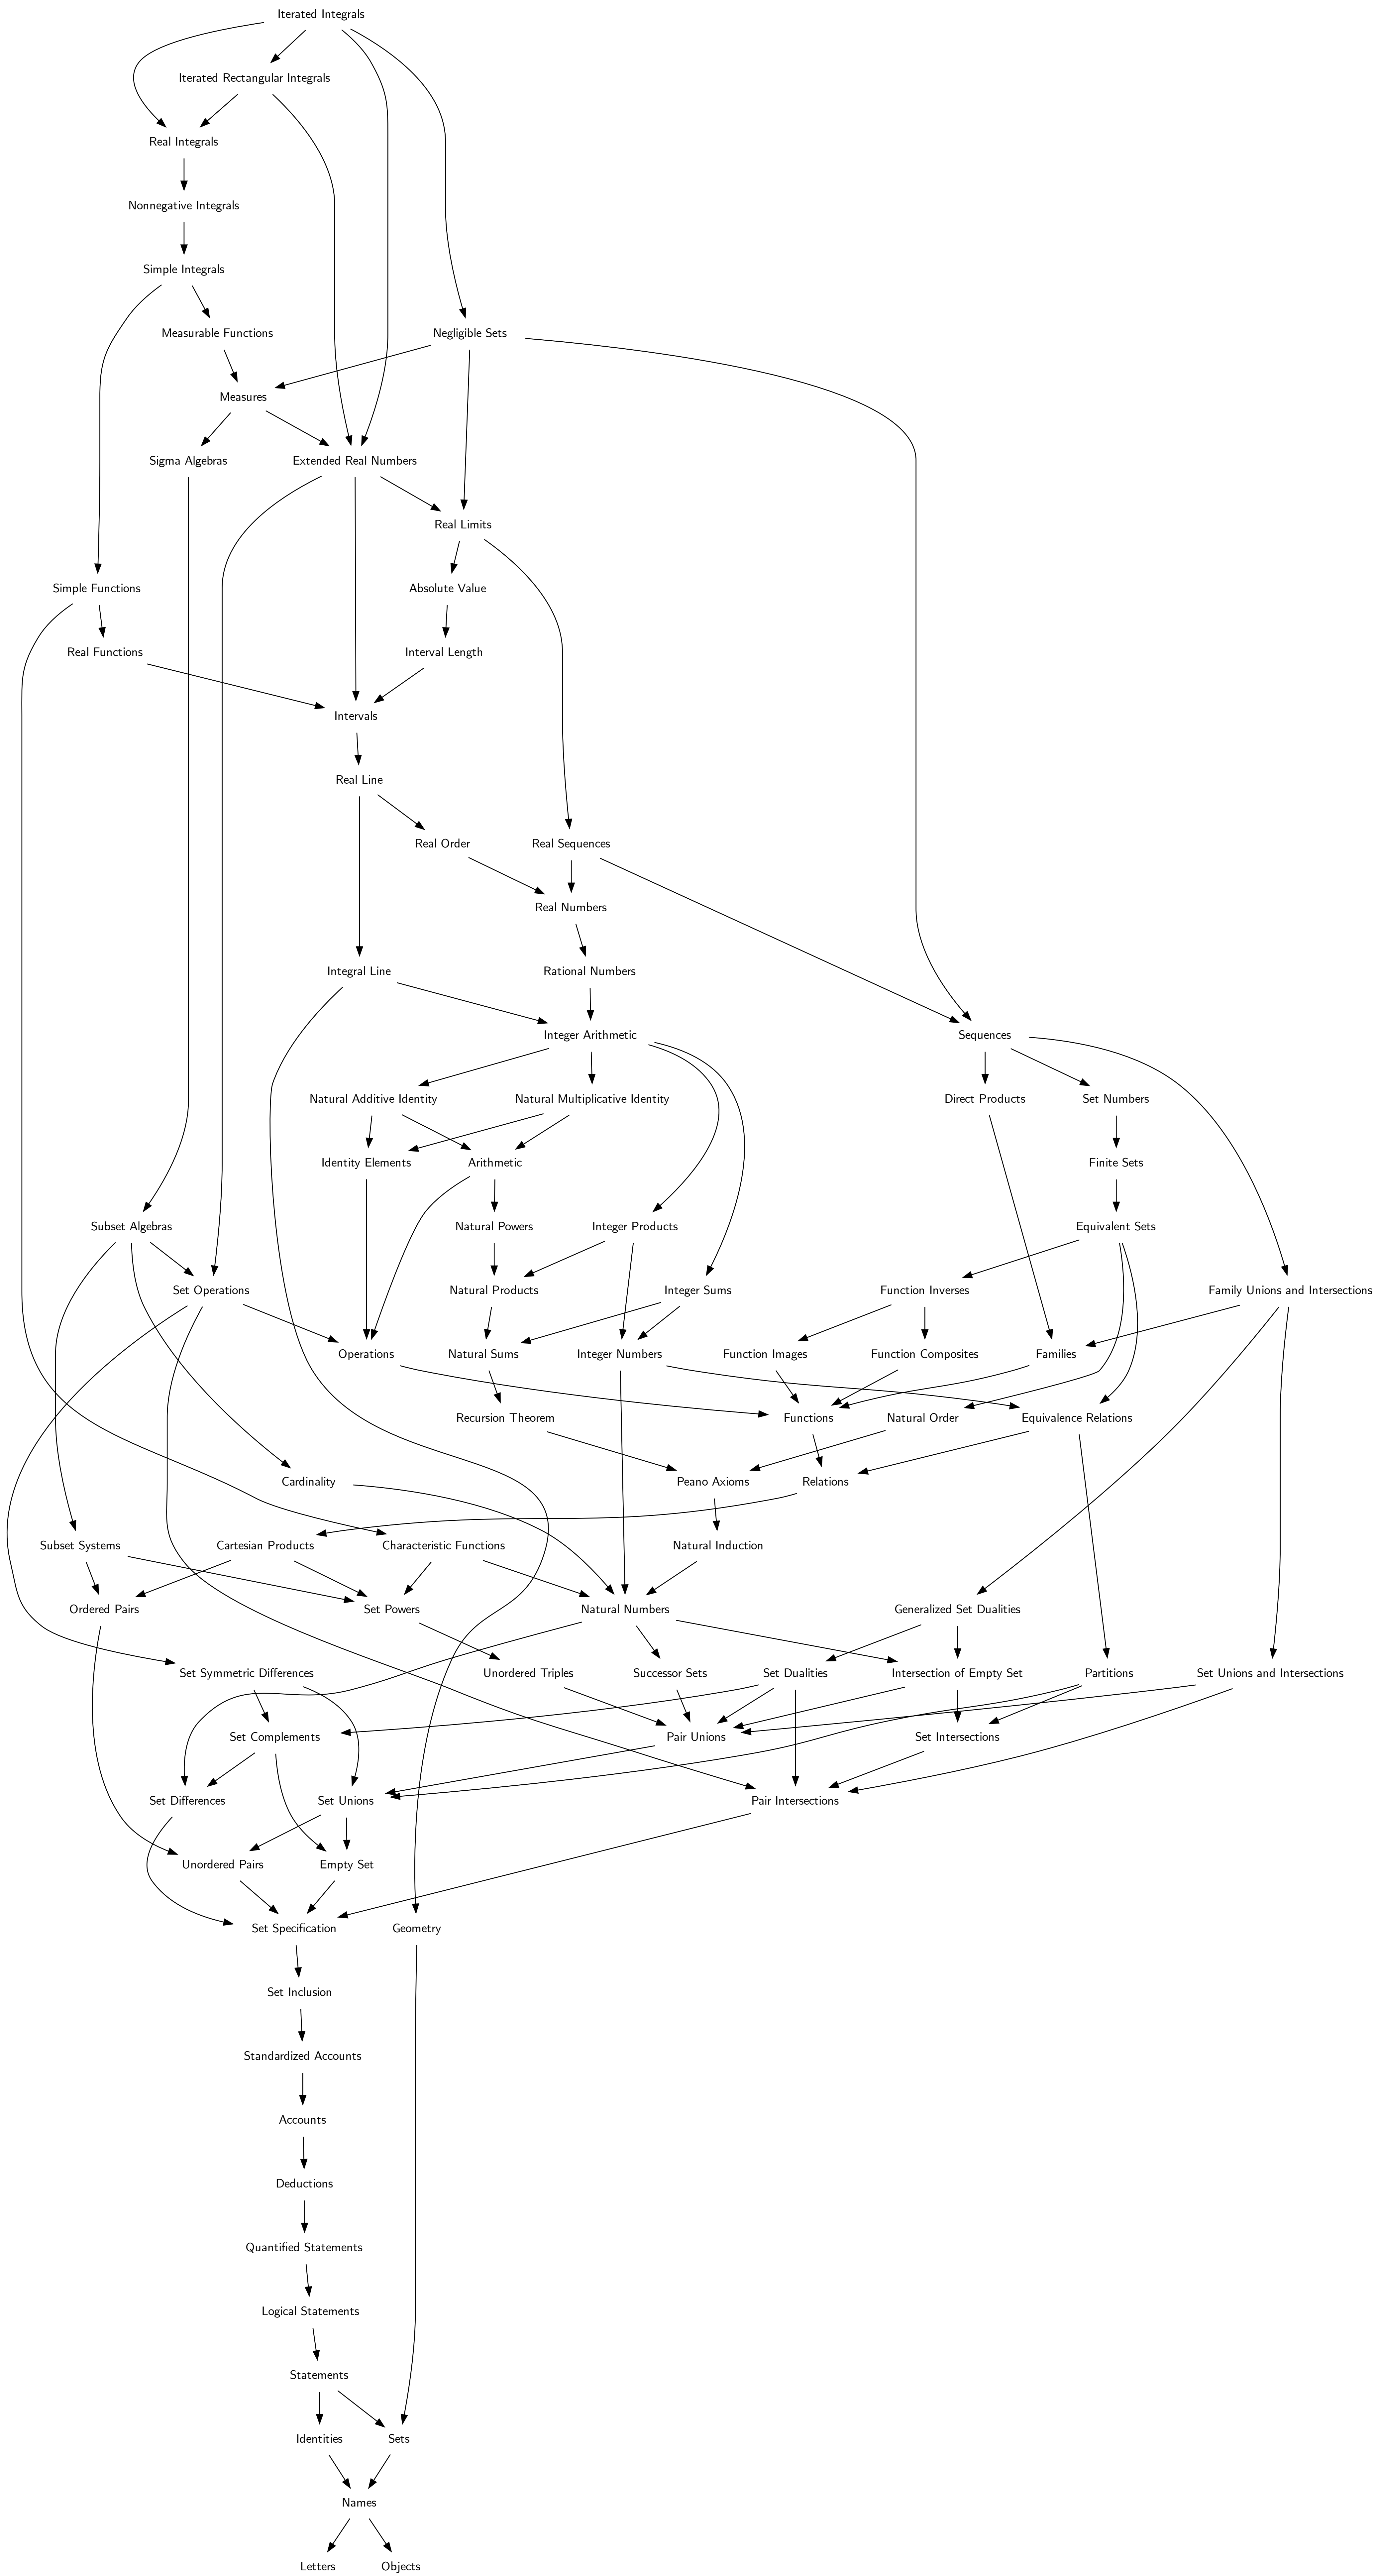 Iterated Integrals
Iterated Rectangular Integrals
Real Integrals
Nonnegative Integrals
Simple Integrals
Measurable Functions
Negligible Sets
Measures
Sigma Algebras
Extended Real Numbers
Real Limits
Simple Functions
Absolute Value
Real Functions
Interval Length
Intervals
Real Line
Real Order
Real Sequences
Real Numbers
Integral Line
Rational Numbers
Integer Arithmetic
Sequences
Natural Additive Identity
Natural Multiplicative Identity
Direct Products
Set Numbers
Identity Elements
Arithmetic
Finite Sets
Subset Algebras
Natural Powers
Integer Products
Equivalent Sets
Set Operations
Natural Products
Integer Sums
Function Inverses
Family Unions and Intersections
Operations
Natural Sums
Integer Numbers
Function Images
Function Composites
Families
Recursion Theorem
Functions
Natural Order
Equivalence Relations
Cardinality
Peano Axioms
Relations
Subset Systems
Cartesian Products
Characteristic Functions
Natural Induction
Ordered Pairs
Set Powers
Natural Numbers
Generalized Set Dualities
Set Symmetric Differences
Unordered Triples
Successor Sets
Set Dualities
Intersection of Empty Set
Partitions
Set Unions and Intersections
Set Complements
Pair Unions
Set Intersections
Set Differences
Set Unions
Pair Intersections
Unordered Pairs
Empty Set
Set Specification
Geometry
Set Inclusion
Standardized Accounts
Accounts
Deductions
Quantified Statements
Logical Statements
Statements
Identities
Sets
Names
Letters
Objects